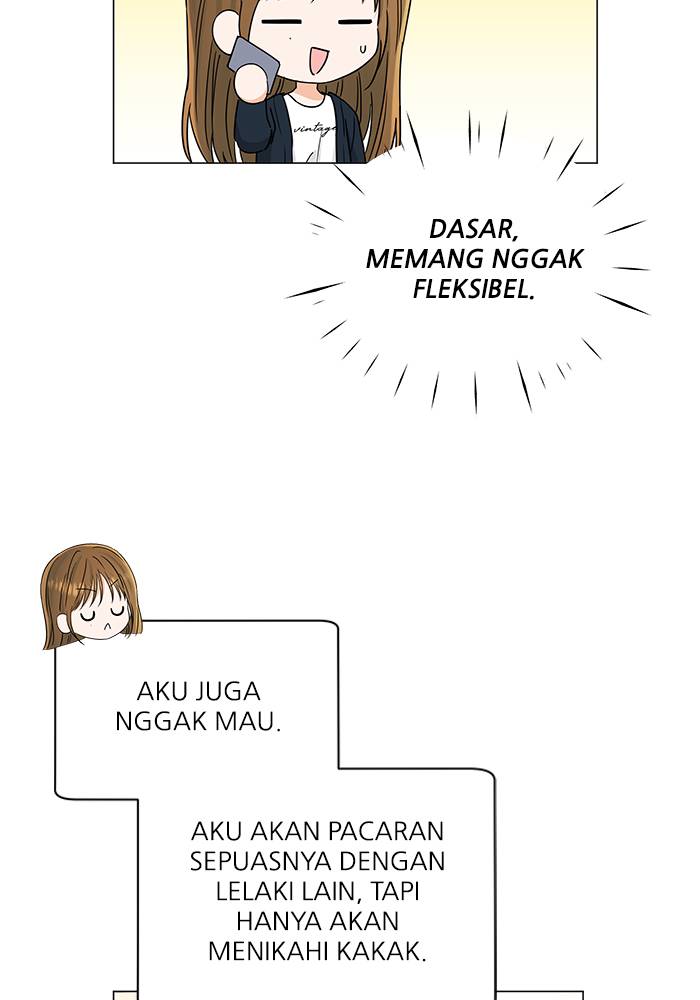 vintage
DASAR,
MEMANG NGGAK
FLEKSIBEL.
AKU JUGA
NGGAK MAU.
AKU AKAN PACARAN
SEPUASNYA DENGAN
LELAKI LAIN, TAPI
HANYA AKAN
MENIKAHI KAKAK.